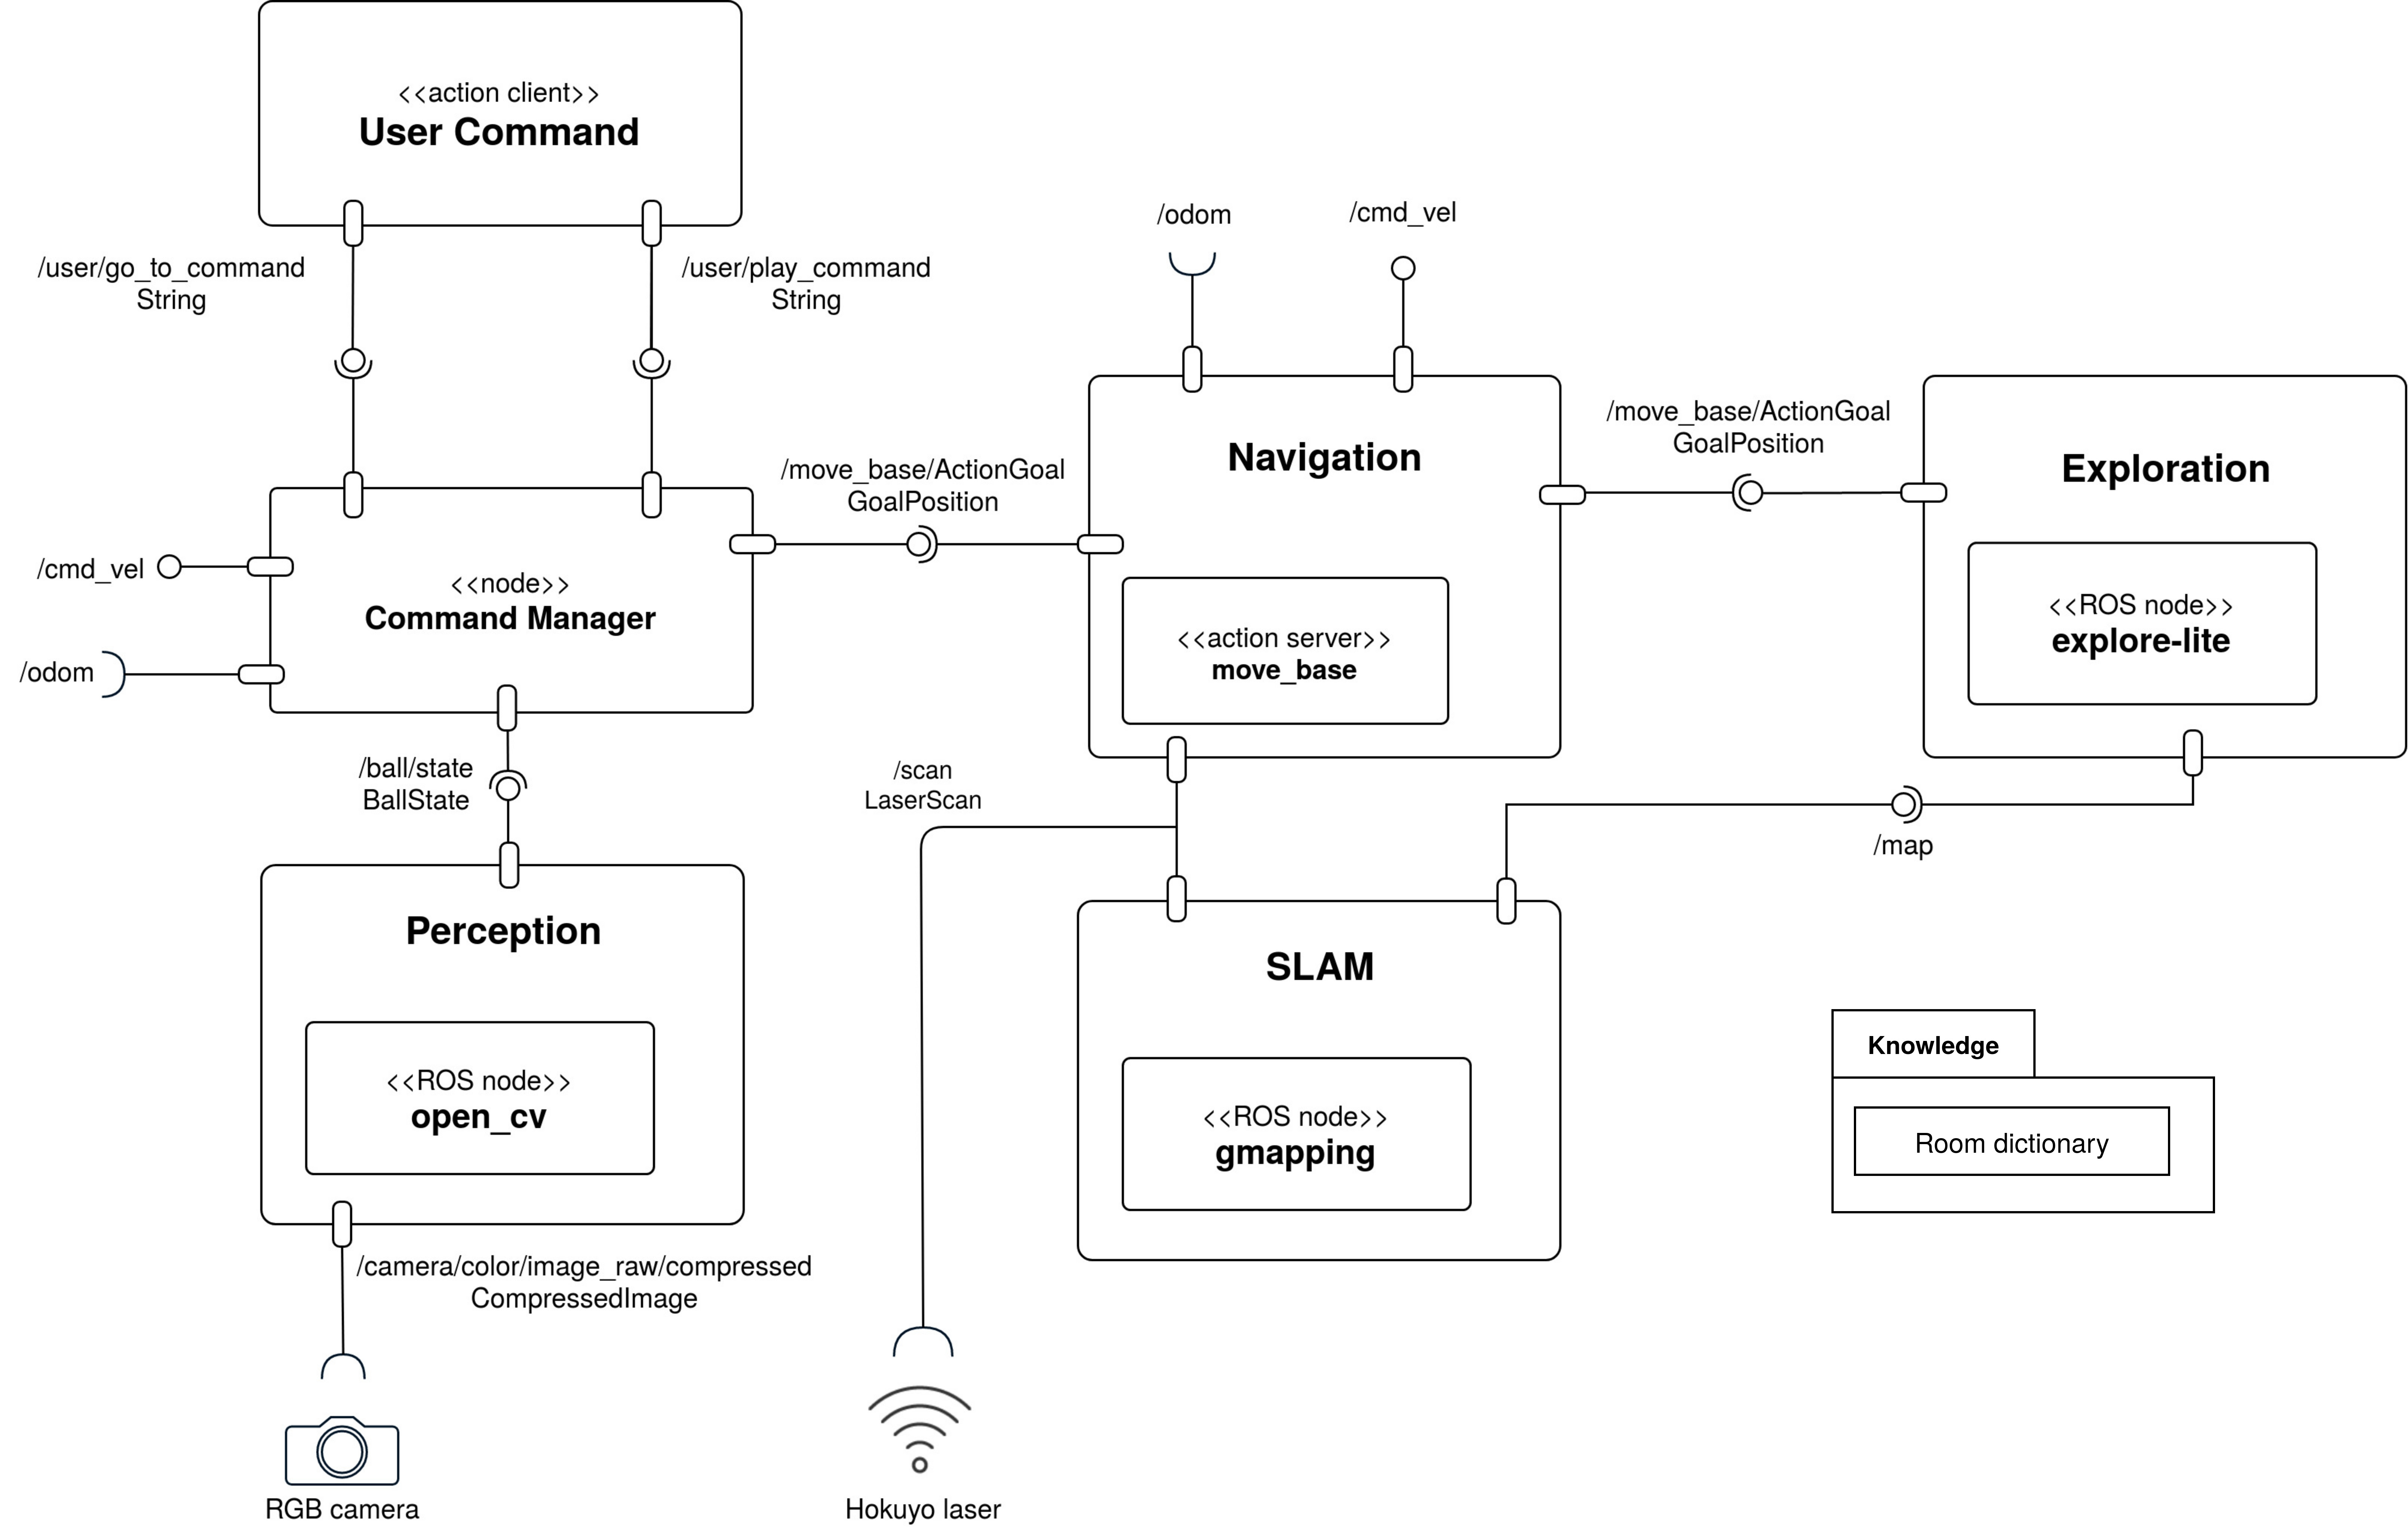 <<action client>>
User Command
/user/go_to_command
String
/user/play_command
String
/odom
/cmd_vel
/move_base/ActionGoal
GoalPosition
Navigation
/move_base/ActionGoal
GoalPosition
Exploration
/cmd_vel
<<node>>
Command Manager
/odom
<<action server>>
move_base
<<ROS node>>
explore-lite
/ball/state
BallState
/scan
LaserScan
/map
Perception
<<ROS node>>
open_cv
SLAM
<<ROS node>>
gmapping
Knowledge
Room dictionary
/camera/color/image_raw/compressed
CompressedImage
RGB camera
Hokuyo laser